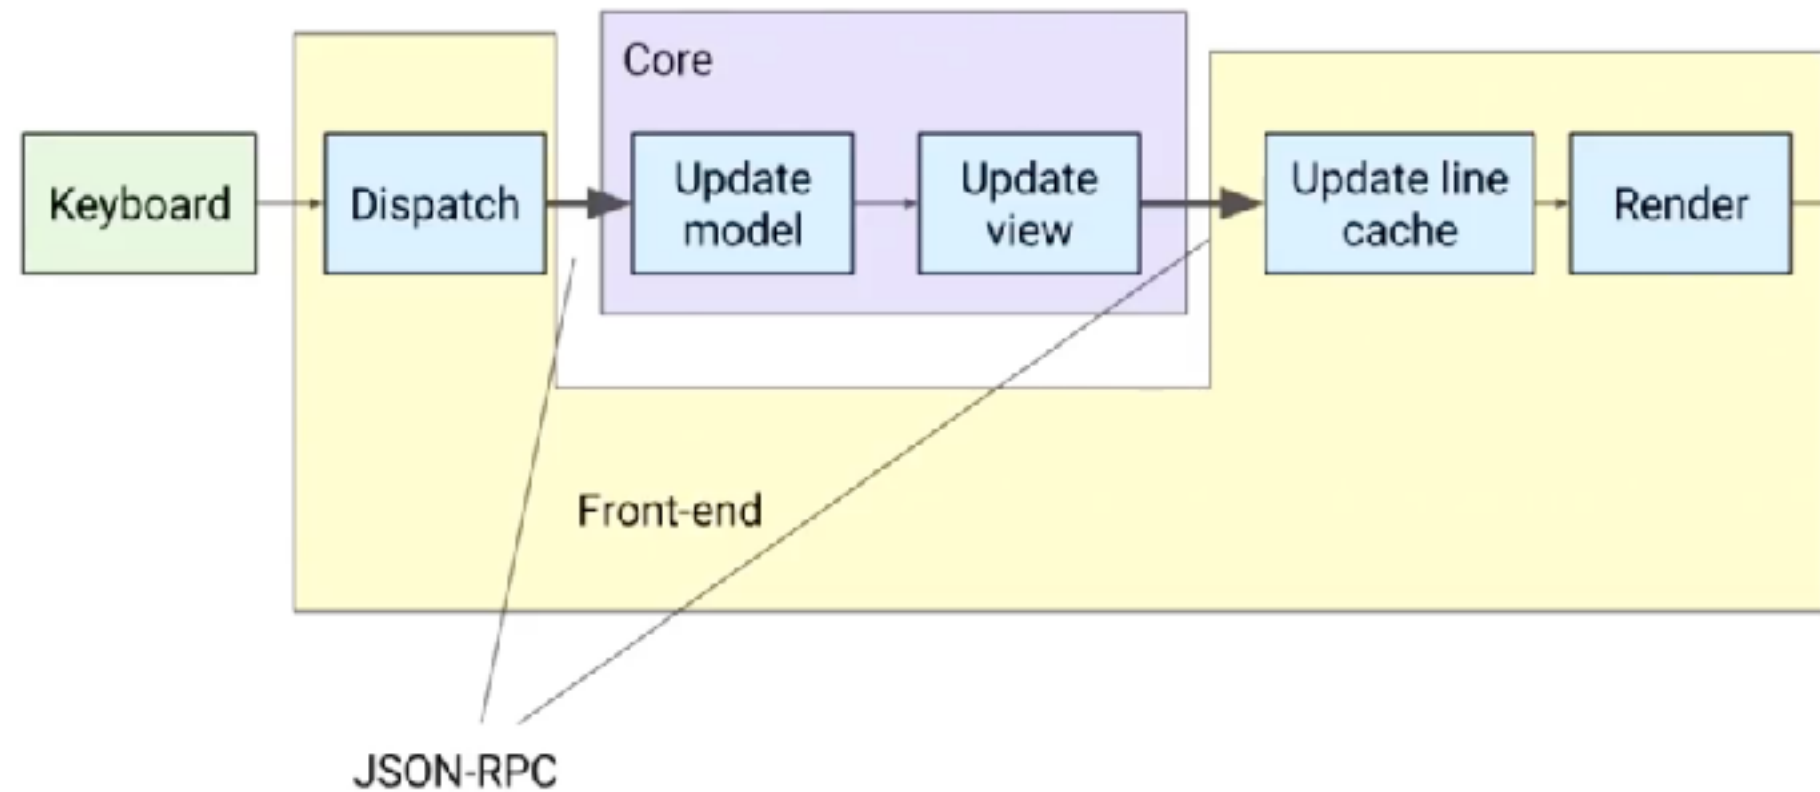 Core
Keyboard
Dispatch
Update
model
Update
view
Update line
cache
Render
Front-end
JSON-RPC